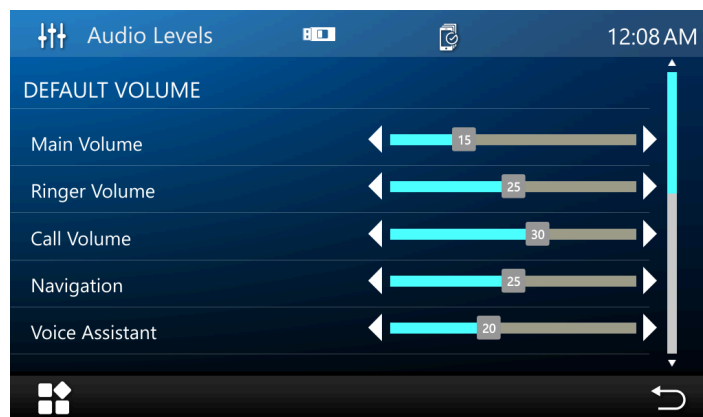 Audio Levels 12:08 AM
DEFAULT VOLUME
Main Volume 15
Ringer Volume 25
Call Volume 30
Navigation 25
Voice Assistant 20